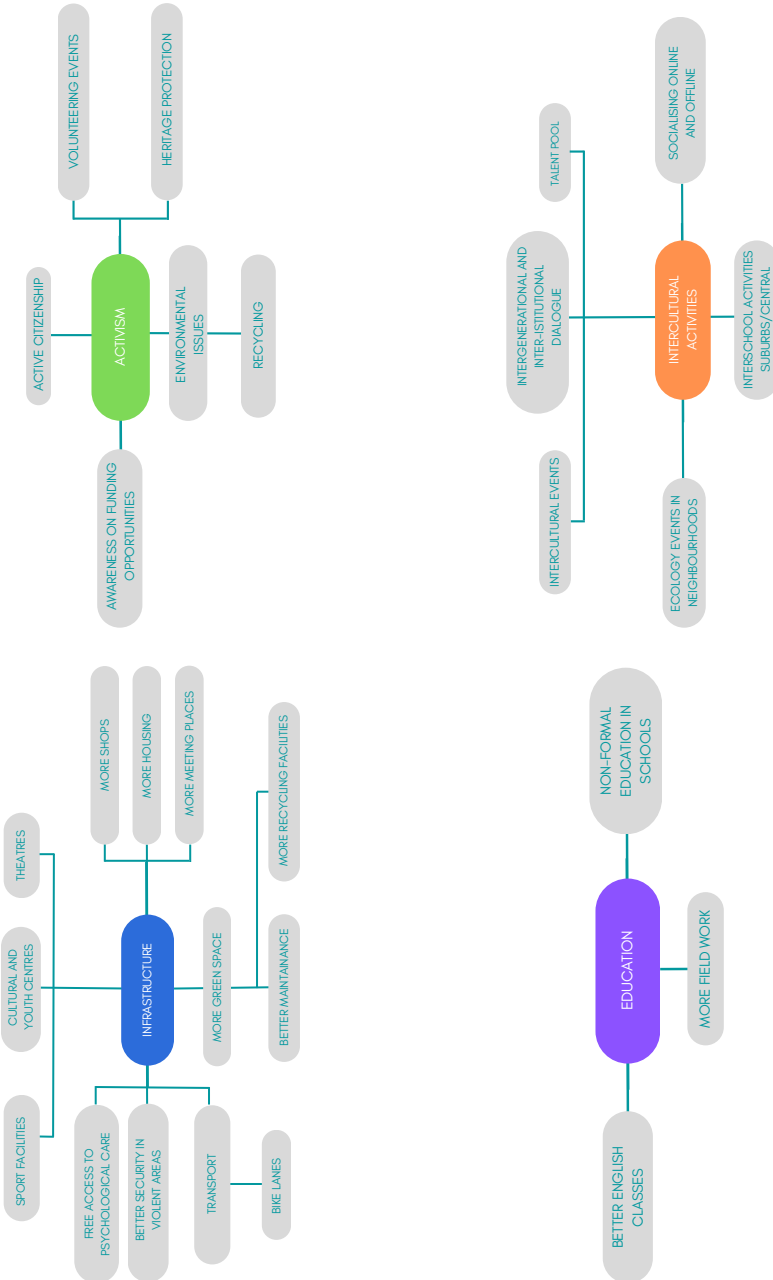 SPORT FACILITIES
CULTURAL AND
YOUTH CENTRES
THEATRES
FREE ACCESS TO
PSYCHOLOGICAL CARE
BETTER SECURITY IN
VIOLENT AREAS
TRANSPORT
BIKE LANES
INFRASTRUCTURE
MORE SHOPS
MORE HOUSING
MORE MEETING PLACES
MORE GREEN SPACE
BETTER MAINTAINANCE
MORE RECYCLING FACILITIES
ACTIVE CITIZENSHIP
AWARENESS ON FUNDING
OPPORTUNITIES
ACTIVISM
VOLUNTEERING EVENTS
HERITAGE PROTECTION
ENVIRONMENTAL
ISSUES
RECYCLING
BETTER ENGLISH
CLASSES
EDUCATION
NON-FORMAL
EDUCATION IN
SCHOOLS
MORE FIELD WORK
INTERCULTURAL EVENTS
INTERGENERATIONAL AND
INTER-ISTITUTIONAL
DIALOGUE
TALENT POOL
ECOLOGY EVENTS IN
NEIGHBOURHOODS
INTERCULTURAL
ACTIVITIES
SOCIALISING ONLINE
AND OFFLINE
INTERSCHOOL ACTIVITIES
SUBURBS/CENTRAL